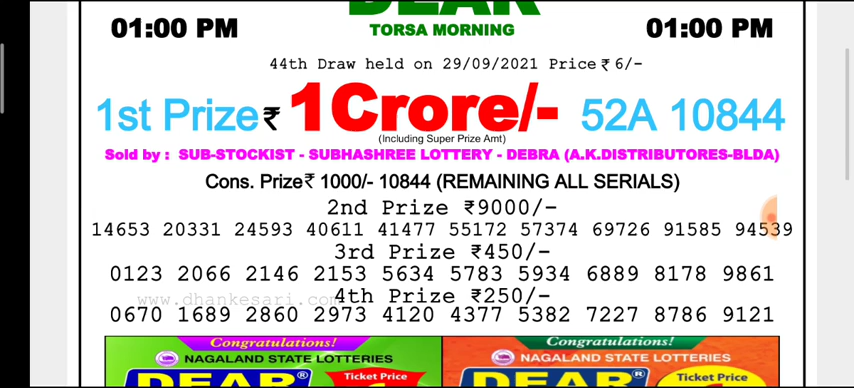 DEAR
01:00 PM TORSA MORNING 01:00 PM
44th Draw held on 29/09/2021 Price ₹ 6/-
1st Prize ₹ 1Crore/- 52A 10844
(Including Super Prize Amt)
Sold by : SUB-STOCKIST - SUBHASHREE LOTTERY - DEBRA (A.K.DISTRIBUTORES-BLDA)
Cons. Prize₹ 1000/- 10844 (REMAINING ALL SERIALS)
2nd Prize ₹9000/-
14653 20331 24593 40611 41477 55172 57374 69726 91585 94539
3rd Prize ₹450/-
0123 2066 2146 2153 5634 5783 5934 6889 8178 9861
www.dhankesari.com
4th Prize ₹250/-
0670 1689 2860 2973 4120 4377 5382 7227 8786 9121
Congratulations! Congratulations!
NAGALAND STATE LOTTERIES NAGALAND STATE LOTTERIES
DEAR® Ticket Price DEAR® Ticket Price